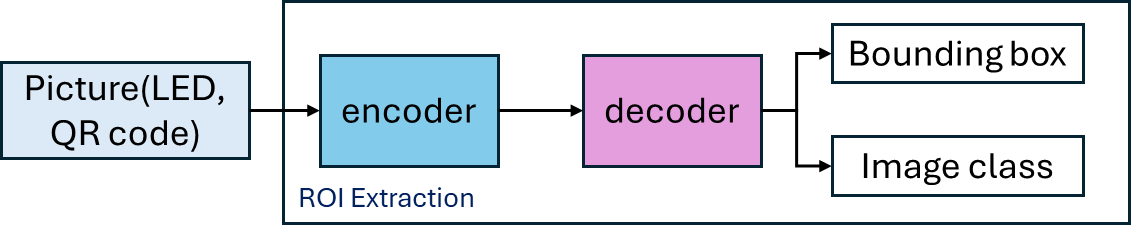 Picture(LED,
QR code)
encoder
decoder
Bounding box
Image class
ROI Extraction